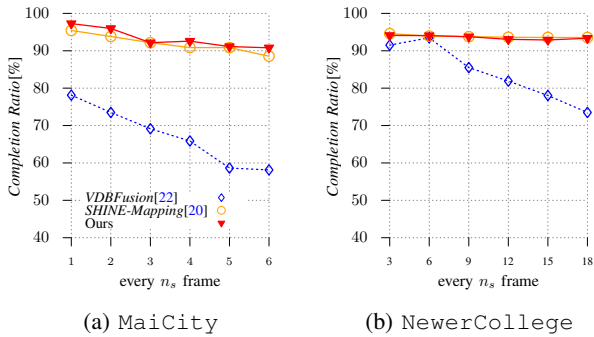 Completion Ratio[%]
100
90
80
70
60
50
40
VDBFusion[22]
SHINE-Mapping[20]
Ours
1 2 3 4 5 6
every n_s frame
(a) MaiCity
Completion Ratio[%]
100
90
80
70
60
50
40
3 6 9 12 15 18
every n_s frame
(b) NewerCollege